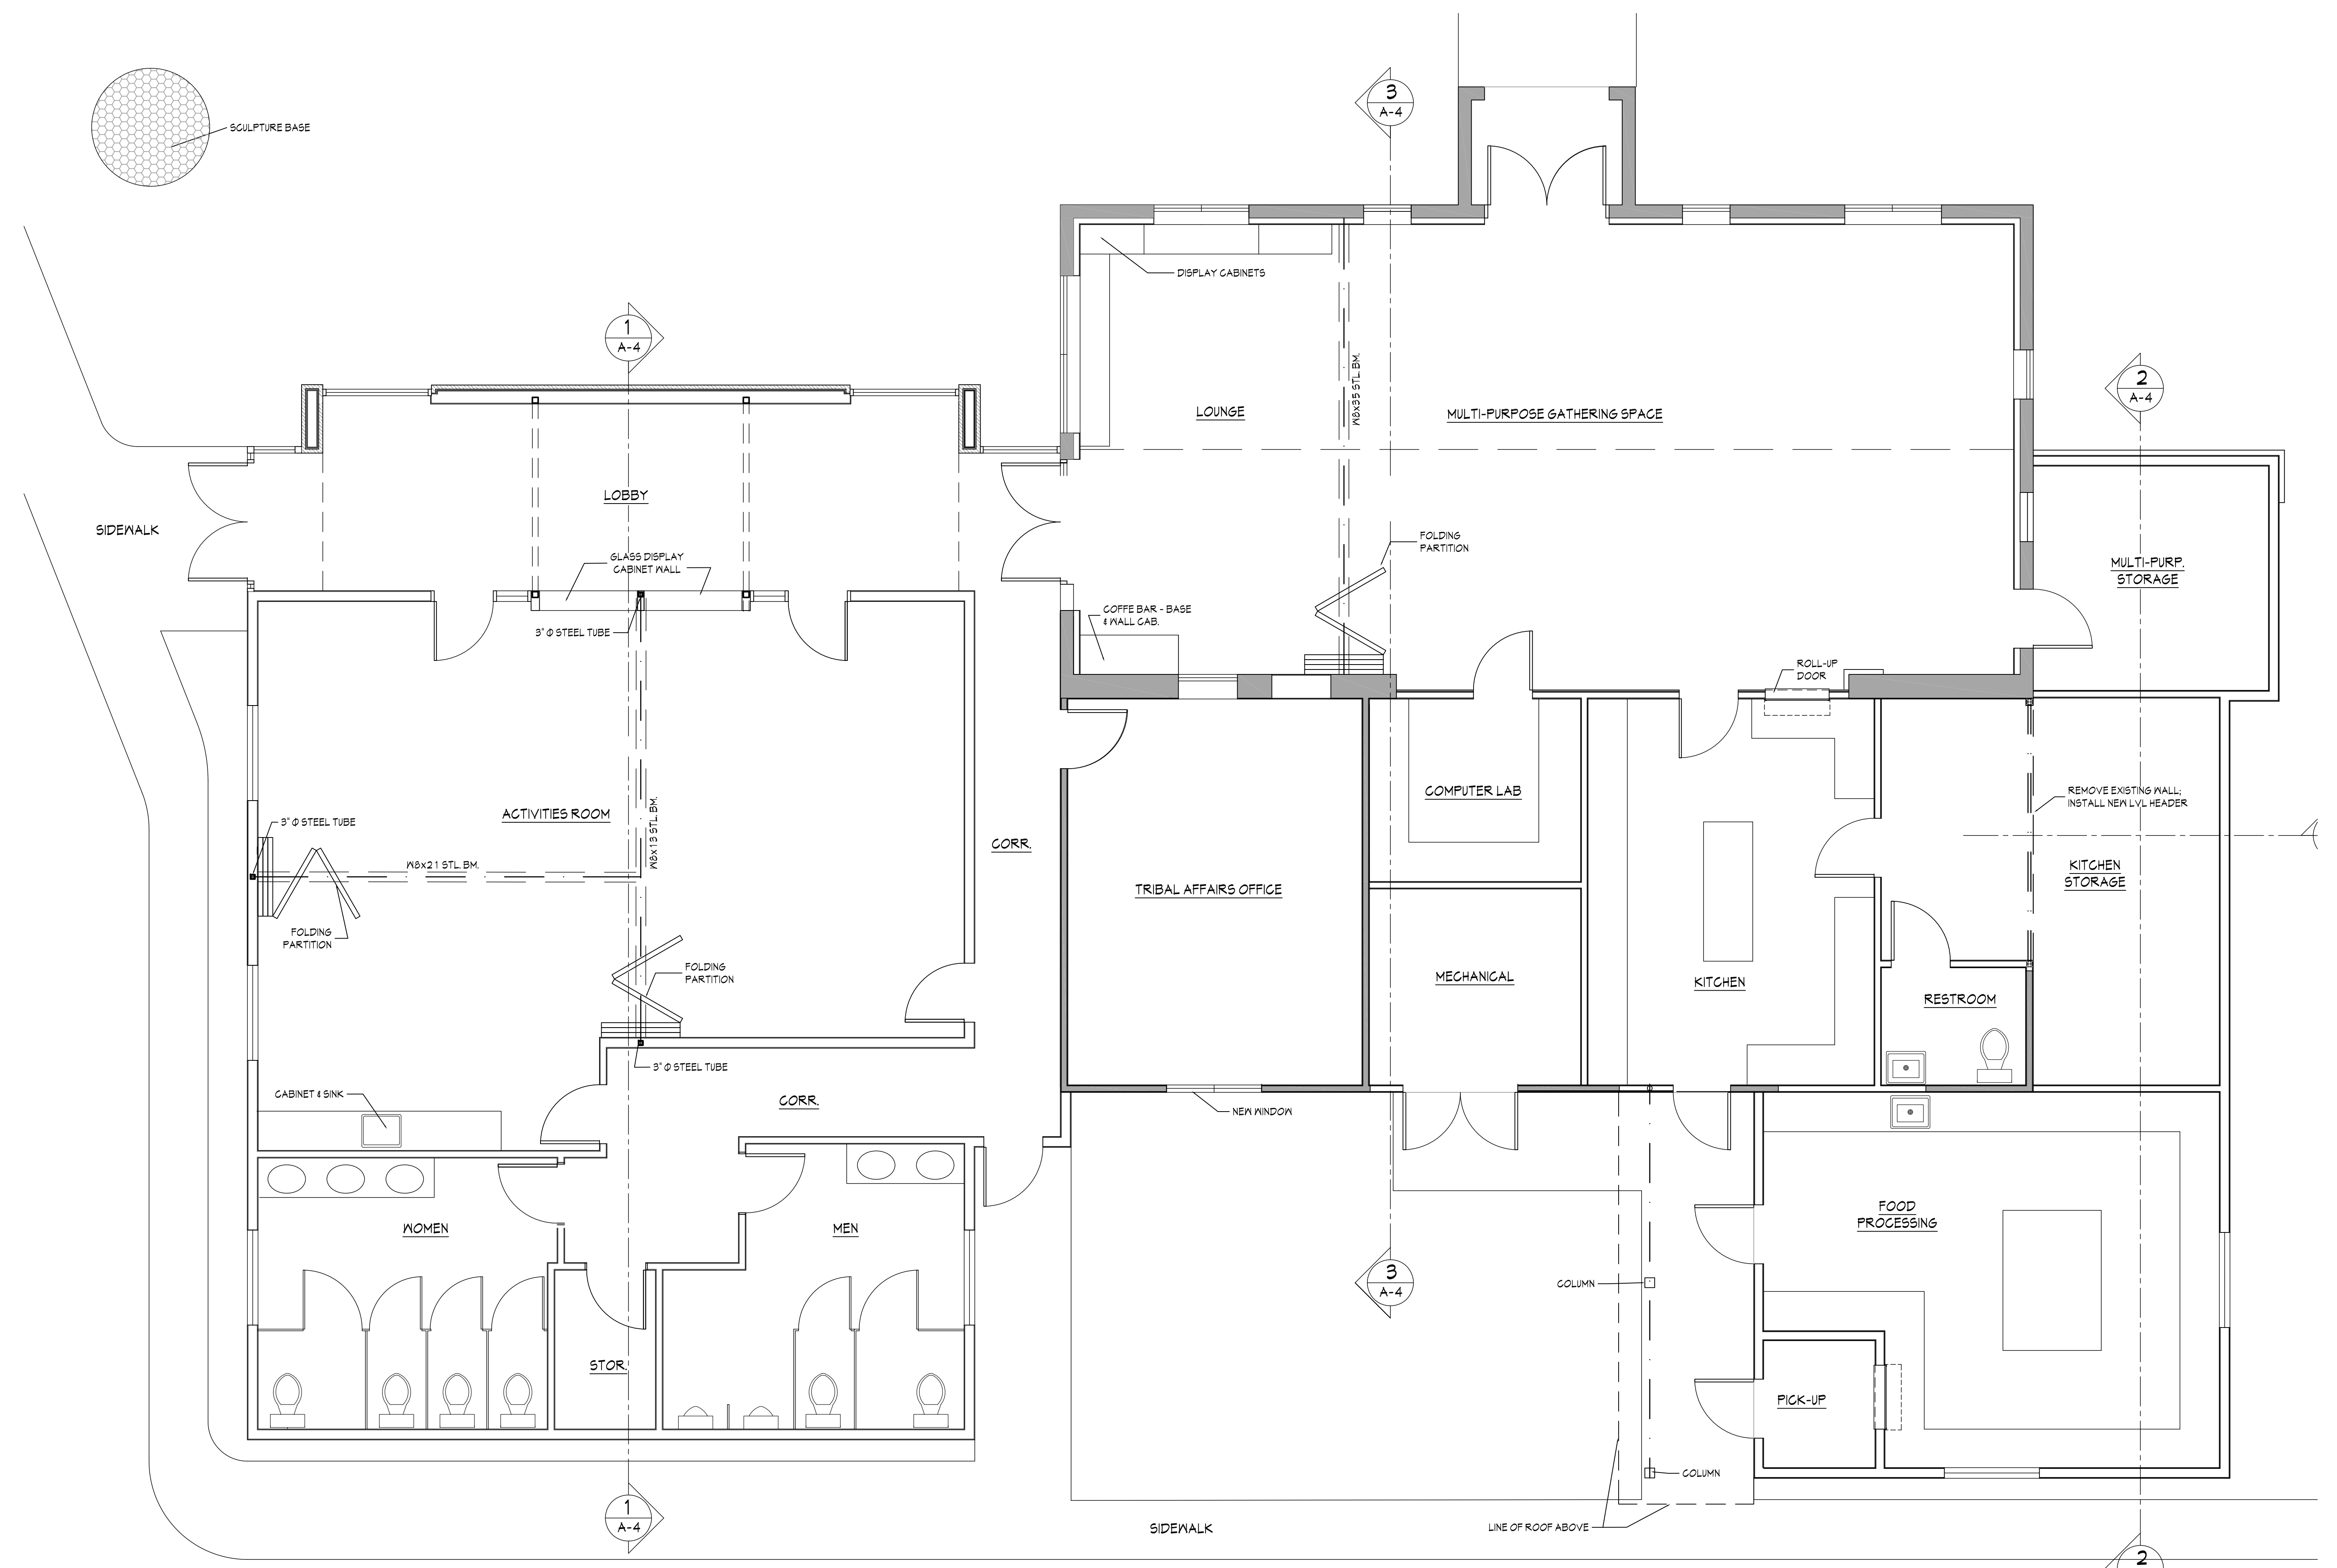 3
A-4
SCULPTURE BASE
DISPLAY CABINETS
1
A-4
W8x35 STL. BM.
2
A-4
LOUNGE
MULTI-PURPOSE GATHERING SPACE
LOBBY
SIDEWALK
FOLDING
PARTITION
GLASS DISPLAY
CABINET WALL
MULTI-PURP.
STORAGE
COFFE BAR - BASE
& WALL CAB.
3" Φ STEEL TUBE
ROLL-UP
DOOR
COMPUTER LAB
REMOVE EXISTING WALL;
INSTALL NEW LVL HEADER
ACTIVITIES ROOM
3" Φ STEEL TUBE
W8x13 STL. BM.
CORR.
W8x21 STL. BM.
KITCHEN
STORAGE
TRIBAL AFFAIRS OFFICE
FOLDING
PARTITION
FOLDING
PARTITION
MECHANICAL
KITCHEN
RESTROOM
3" Φ STEEL TUBE
CABINET & SINK
CORR.
NEW WINDOW
WOMEN
MEN
FOOD
PROCESSING
3
A-4
COLUMN
STOR.
PICK-UP
COLUMN
1
A-4
SIDEWALK
LINE OF ROOF ABOVE
2